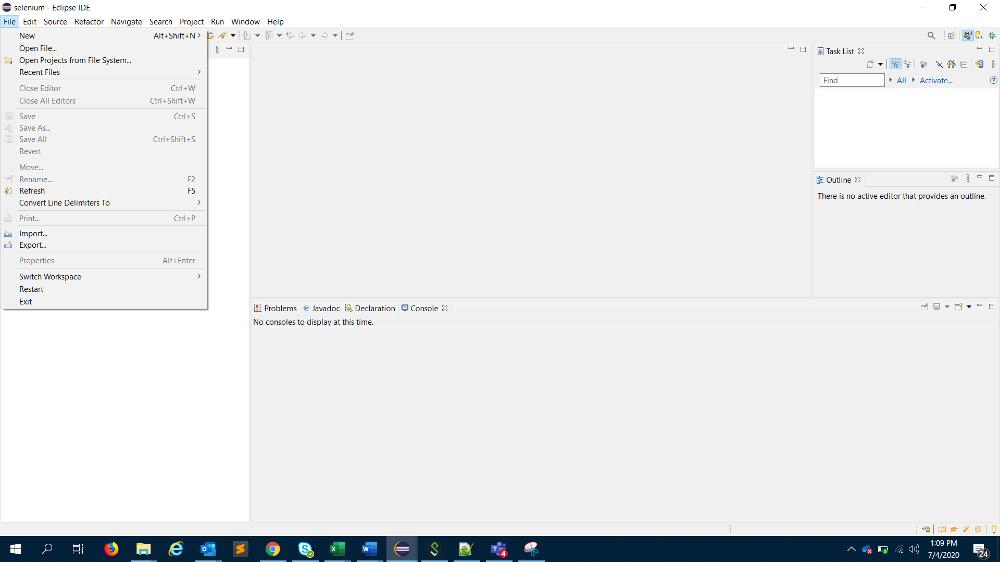 selenium - Eclipse IDE
File Edit Source Refactor Navigate Search Project Run Window Help
New Alt+Shift+N
Open File...
Open Projects from File System...
Recent Files
Close Editor Ctrl+W
Close All Editors Ctrl+Shift+W
Save Ctrl+S
Save As...
Save All Ctrl+Shift+S
Revert
Move...
Rename... F2
Refresh F5
Convert Line Delimiters To
Print... Ctrl+P
Import...
Export...
Properties Alt+Enter
Switch Workspace
Restart
Exit
Task List
Find All Activate...
Outline
There is no active editor that provides an outline.
Problems @ Javadoc Declaration Console
No consoles to display at this time.
1:09 PM
7/4/2020
4
24